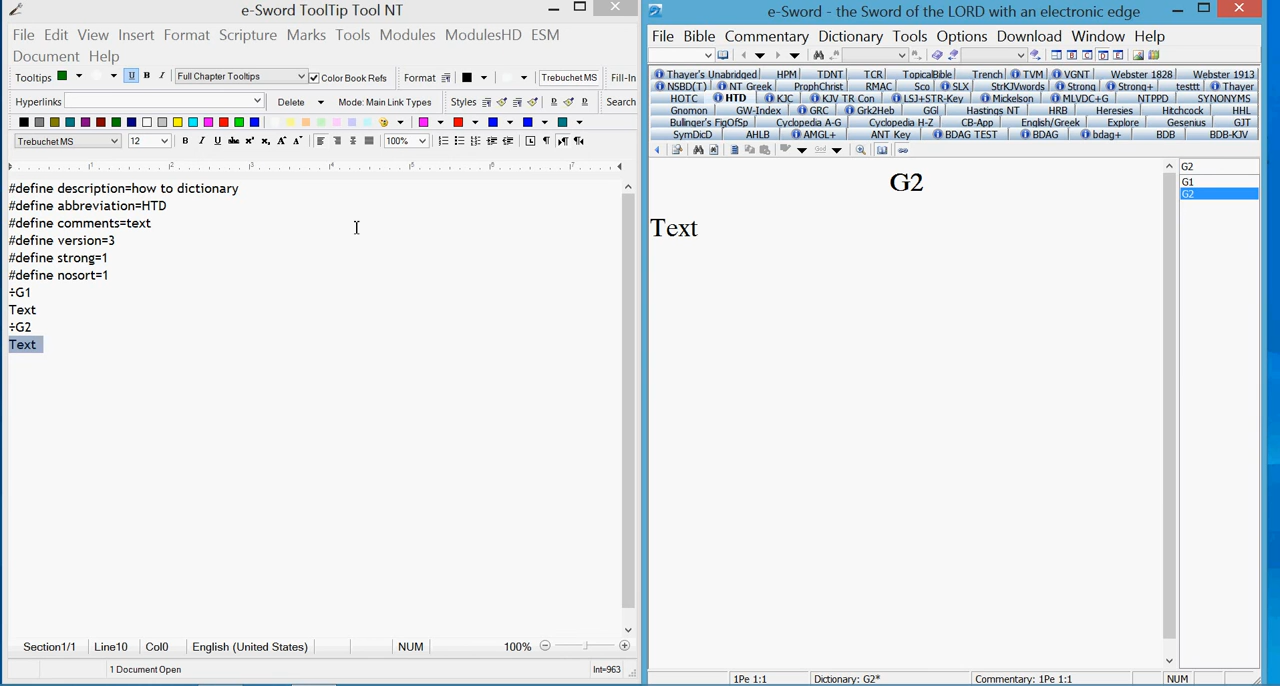 e-Sword ToolTip Tool NT
File Edit View Insert Format Scripture Marks Tools Modules ModulesHD ESM
Document Help
Tooltips U B I Full Chapter Tooltips Color Book Refs Format Trebuchet MS Fill-In
Hyperlinks Delete Mode: Main Link Types Styles Search
Trebuchet MS 12 B I U abc 100%
1 2 3 4 5 6 7
#define description=how to dictionary
#define abbreviation=HTD
#define comments=text
#define version=3
#define strong=1
#define nosort=1
÷G1
Text
÷G2
Text
Section1/1 Line10 Col0 English (United States) NUM 100%
1 Document Open Int=963
e-Sword - the Sword of the LORD with an electronic edge
File Bible Commentary Dictionary Tools Options Download Window Help
Thayer's Unabridged HPM TDNT TCR TopicalBible Trench TVM VGNT Webster 1828 Webster 1913
NSBD(T) NT Greek ProphChrist RMAC Sco SLX StrKJVwords Strong Strong+ testtt Thayer
HOTC HTD KJC KJV TR Con LSJ+STR-Key Mickelson MLVDC+G NTPPD SYNONYMS
Gnomon GW-Index GRC Grk2Heb GGI Hastings NT HRB Heresies Hitchcock HHL
Bullinger's FigOfSp Cyclopedia A-G Cyclopedia H-Z CB-App English/Greek Explore Gesenius GJT
SymDicD AHLB AMGL+ ANT Key BDAG TEST BDAG bdag+ BDB BDB-KJV
G2
Text
G2
G1
G2
1Pe 1:1 Dictionary: G2* Commentary: 1Pe 1:1 NUM